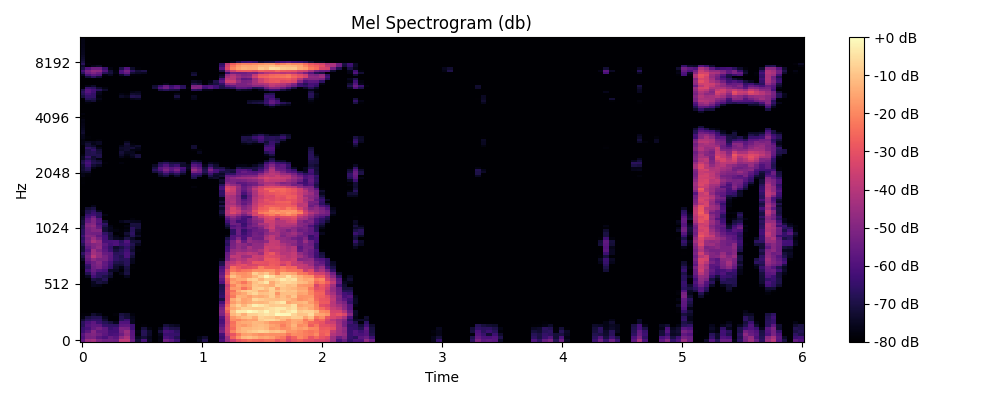 Mel Spectrogram (db)
8192
4096
2048
1024
512
0
Hz
0 1 2 3 4 5 6
Time
+0 dB
-10 dB
-20 dB
-30 dB
-40 dB
-50 dB
-60 dB
-70 dB
-80 dB